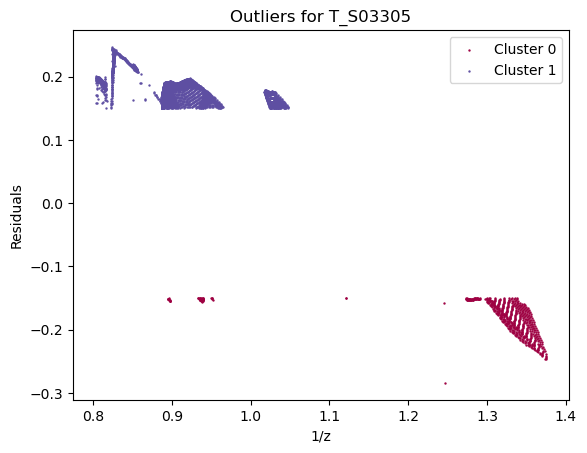 Outliers for T_S03305
Cluster 0
Cluster 1
Residuals
0.2
0.1
0.0
−0.1
−0.2
−0.3
0.8 0.9 1.0 1.1 1.2 1.3 1.4
1/z